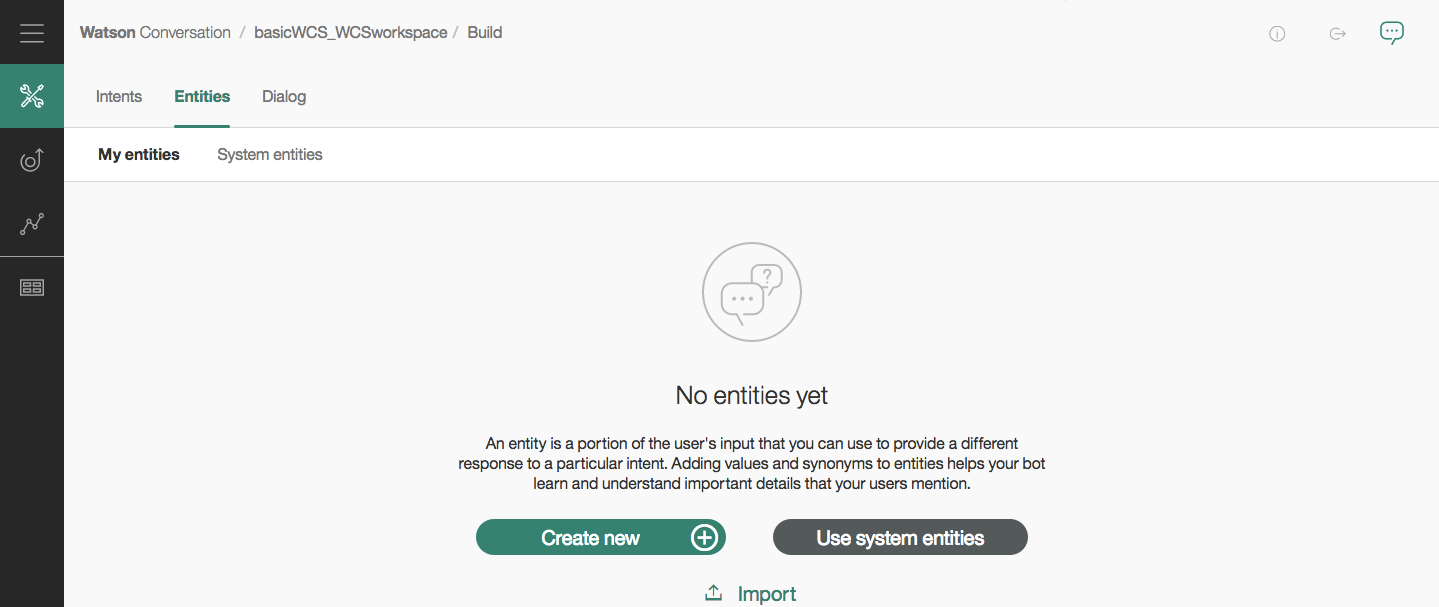 Watson Conversation / basicWCS_WCSworkspace / Build
Intents Entities Dialog
My entities System entities
?
No entities yet
An entity is a portion of the user's input that you can use to provide a different
response to a particular intent. Adding values and synonyms to entities helps your bot
learn and understand important details that your users mention.
Create new Use system entities
Import